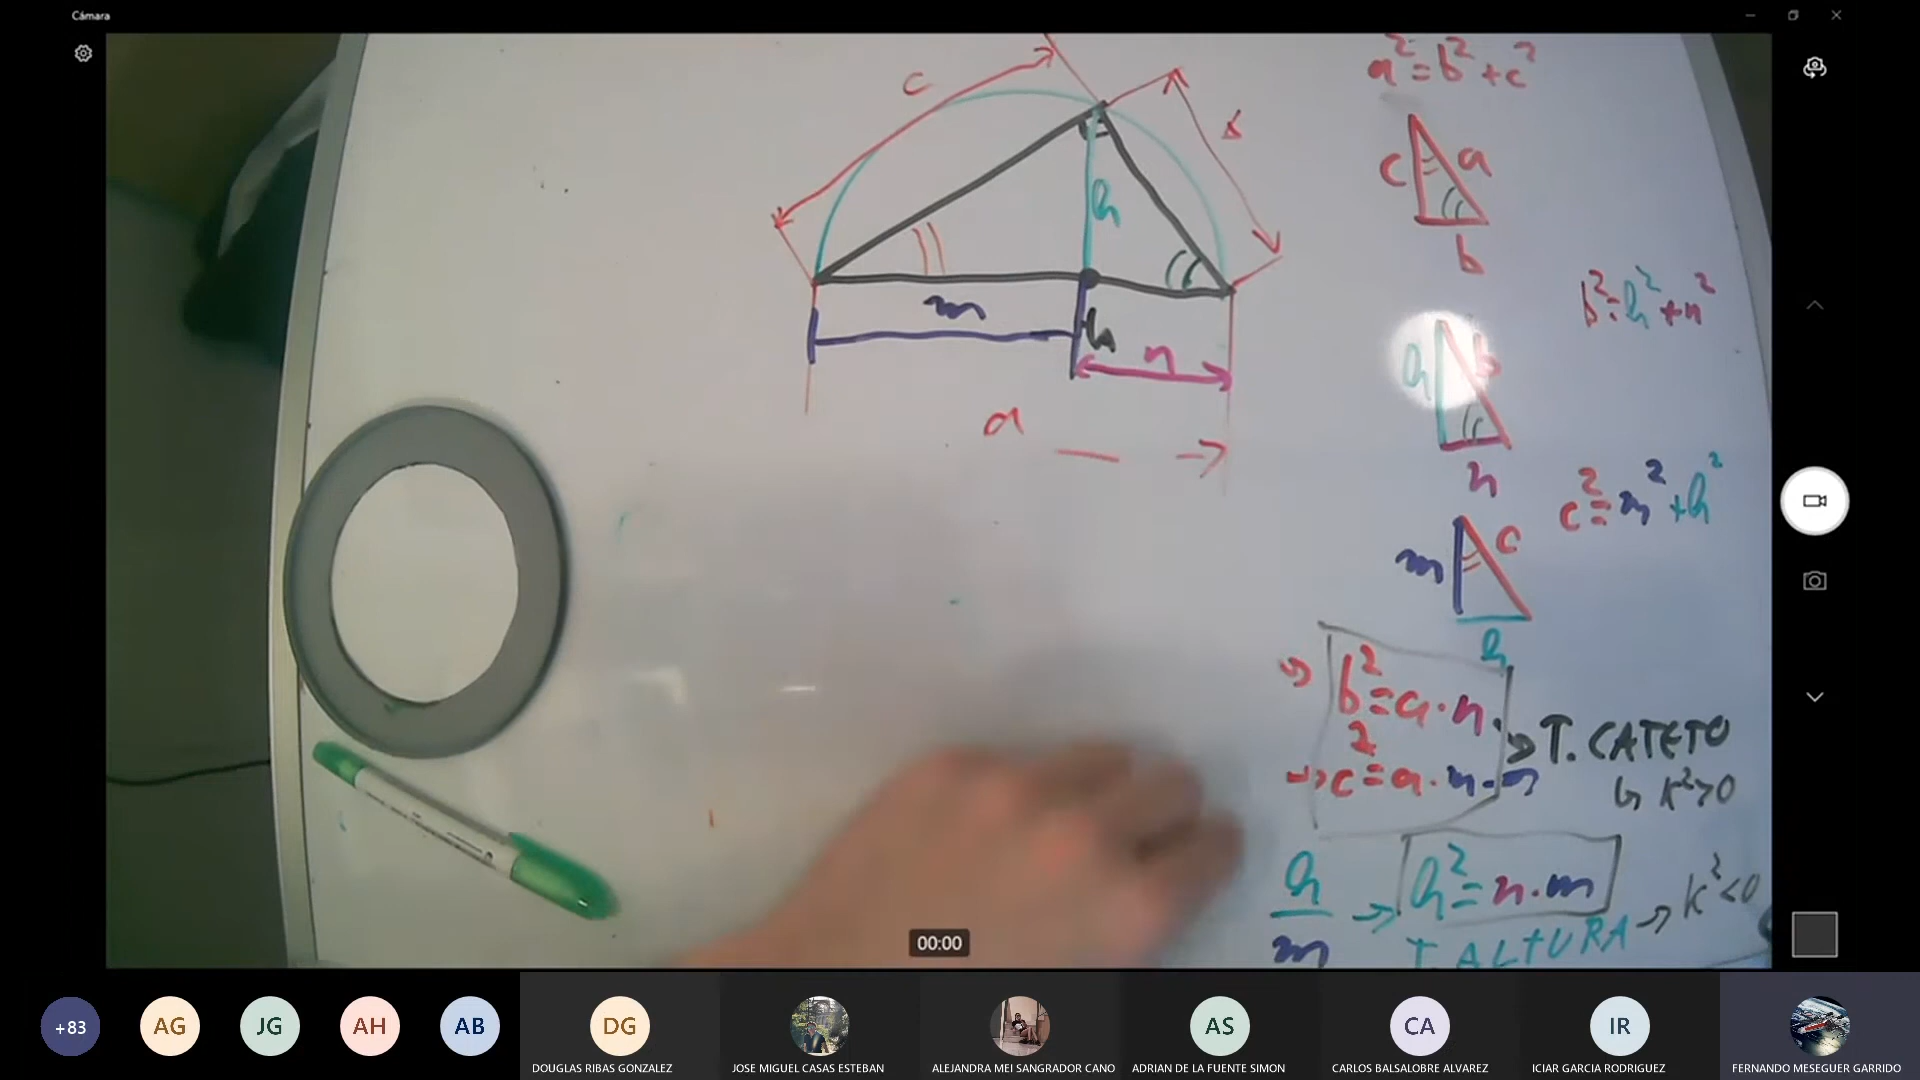 Cámara
a²=b²+c²
c
b
c a
b
h
b²=h²+n²
m
h
n
h b
n
a
c²=m²+h²
m c
h
→ b²=a·n
→ T. CATETO
→ c²=a·m
↳ K²>0
h
m
→ h²=n·m
T. ALTURA → K²<0
00:00
+83
AG
JG
AH
AB
DG
AS
CA
IR
DOUGLAS RIBAS GONZALEZ
JOSE MIGUEL CASAS ESTEBAN
ALEJANDRA MEI SANGRADOR CANO
ADRIAN DE LA FUENTE SIMON
CARLOS BALSALOBRE ALVAREZ
ICIAR GARCIA RODRIGUEZ
FERNANDO MESEGUER GARRIDO